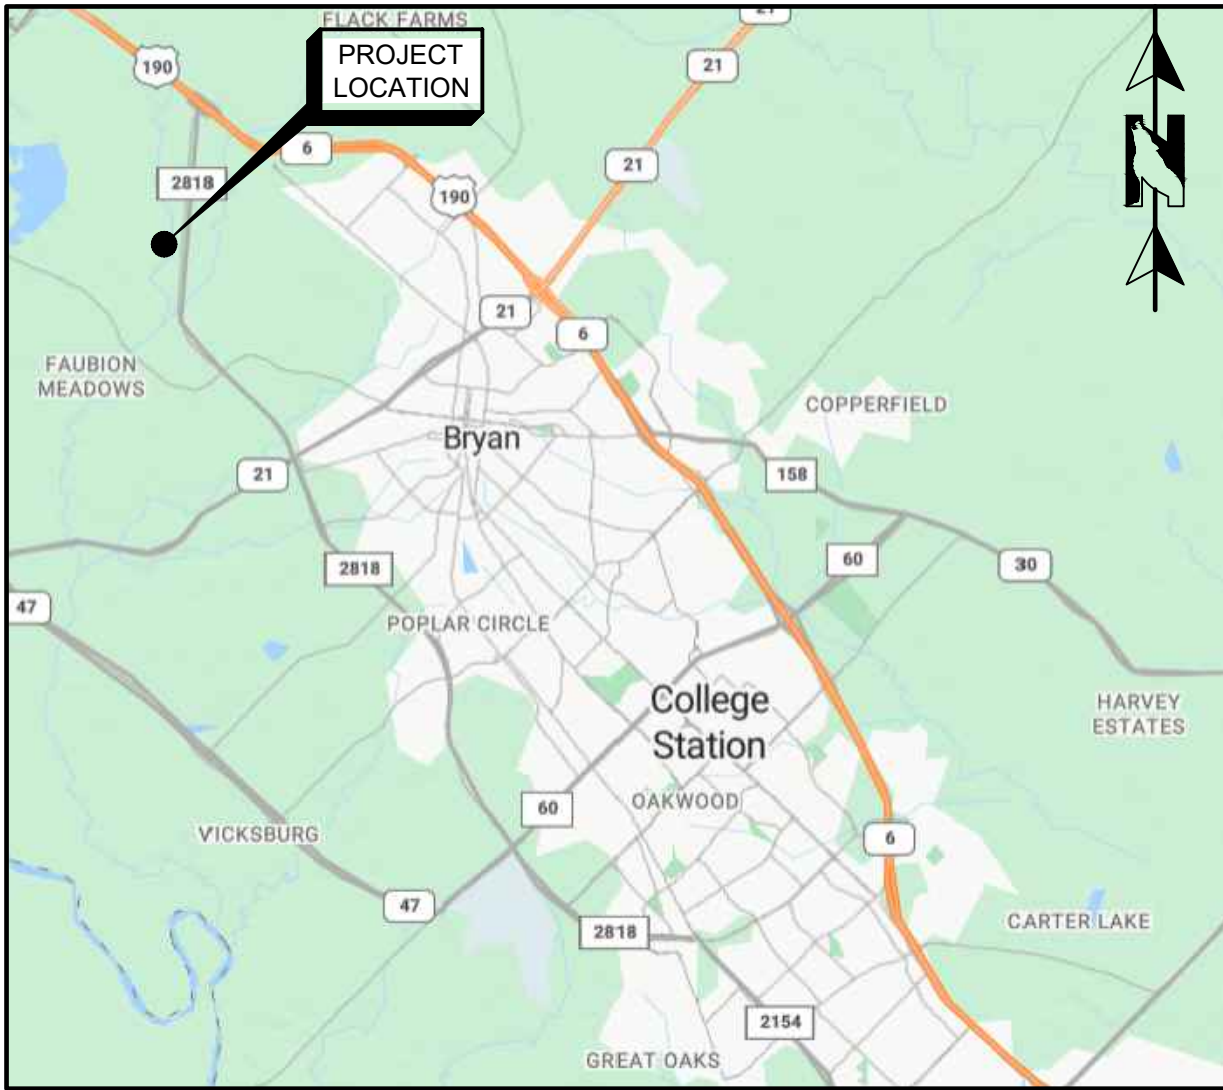 FLACK FARMS
21
PROJECT
LOCATION
190
21
6
21
2818
190
N
21
6
FAUBION
MEADOWS
COPPERFIELD
Bryan
21
158
2818
60
30
47
POPLAR CIRCLE
College
Station
HARVEY
ESTATES
OAKWOOD
60
VICKSBURG
6
47
CARTER LAKE
2818
2154
GREAT OAKS